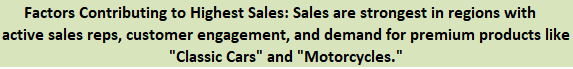 Factors Contributing to Highest Sales: Sales are strongest in regions with
active sales reps, customer engagement, and demand for premium products like
"Classic Cars" and "Motorcycles."